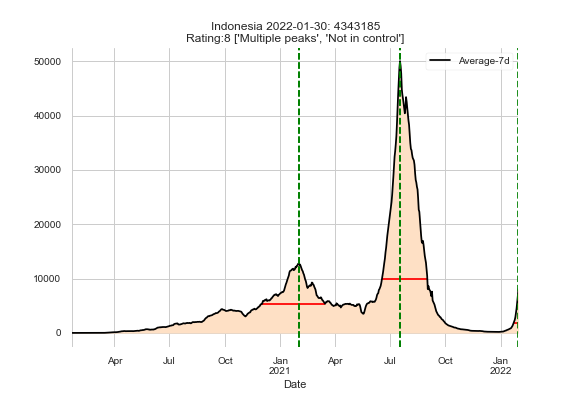 Indonesia 2022-01-30: 4343185
Rating:8 ['Multiple peaks', 'Not in control']
Average-7d
50000
40000
30000
20000
10000
0
Apr Jul Oct Jan Apr Jul Oct Jan
2021 2022
Date